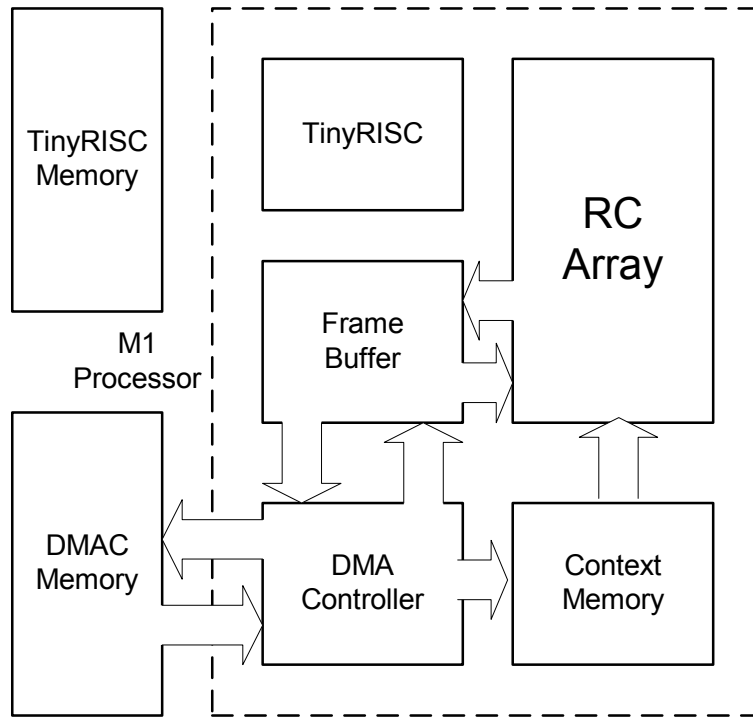 TinyRISC
Memory
TinyRISC
RC
Array
Frame
Buffer
M1
Processor
DMAC
Memory
DMA
Controller
Context
Memory